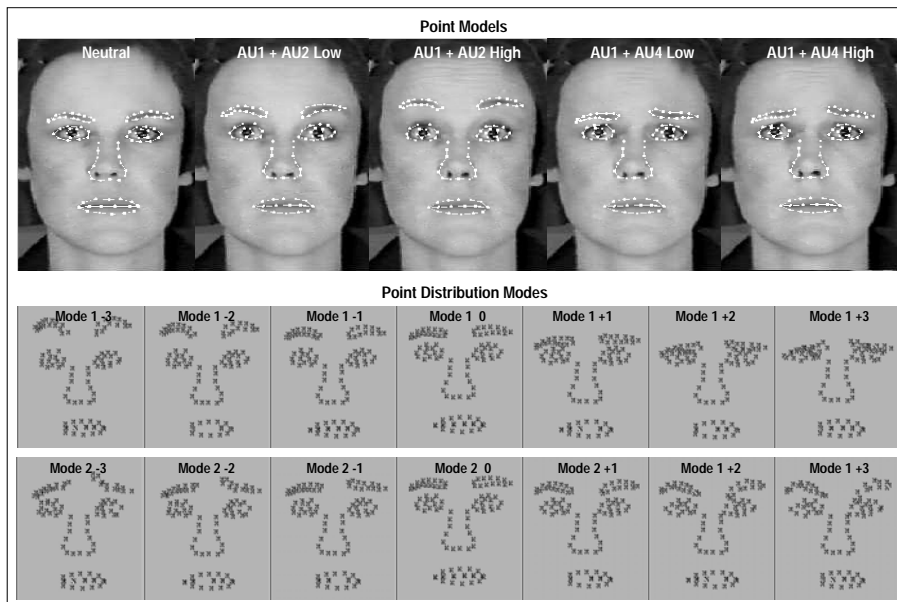 Point Models
Neutral AU1 + AU2 Low AU1 + AU2 High AU1 + AU4 Low AU1 + AU4 High
Point Distribution Modes
Mode 1 -3 Mode 1 -2 Mode 1 -1 Mode 1 0 Mode 1 +1 Mode 1 +2 Mode 1 +3
Mode 2 -3 Mode 2 -2 Mode 2 -1 Mode 2 0 Mode 2 +1 Mode 1 +2 Mode 1 +3